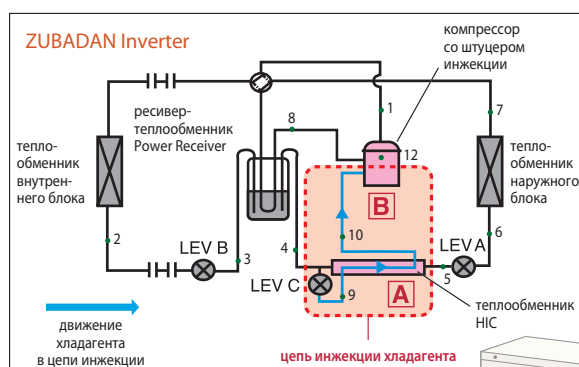 ZUBADAN Inverter
компрессор
со штуцером
инжекции
ресивер-
теплообменник
Power Receiver
1
7
8
12
тепло-
обменник
внутрен-
него блока
тепло-
обменник
наружного
блока
B
2
LEV B
3
4
10
LEV A
6
LEV C
9
A
5
теплообменник
HIC
движение
хладагента
в цепи инжекции
цепь инжекции хладагента